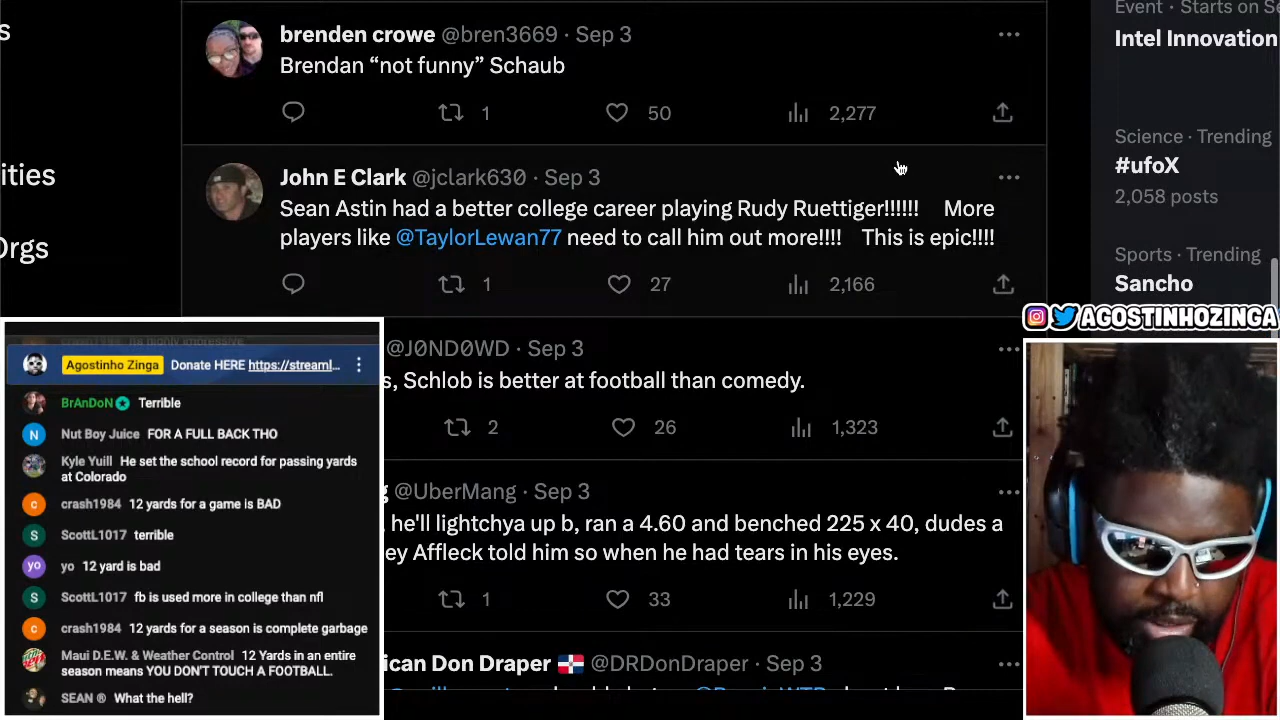 s
ities
Orgs
brenden crowe @bren3669 · Sep 3
Brendan “not funny” Schaub
1 50 2,277
John E Clark @jclark630 · Sep 3
Sean Astin had a better college career playing Rudy Ruettiger!!!!!! More
players like @TaylorLewan77 need to call him out more!!!! This is epic!!!!
1 27 2,166
@J0ND0WD · Sep 3
s, Schlob is better at football than comedy.
2 26 1,323
@UberMang · Sep 3
he'll lightchya up b, ran a 4.60 and benched 225 x 40, dudes a
ey Affleck told him so when he had tears in his eyes.
1 33 1,229
ican Don Draper @DRDonDraper · Sep 3
Event · Starts on Se
Intel Innovation
Science · Trending
#ufoX
2,058 posts
Sports · Trending
Sancho
AGOSTINHOZINGA
Agostinho Zinga Donate HERE https://streaml...
BrAnDoN Terrible
N Nut Boy Juice FOR A FULL BACK THO
Kyle Yuill He set the school record for passing yards
at Colorado
c crash1984 12 yards for a game is BAD
S ScottL1017 terrible
yo yo 12 yard is bad
S ScottL1017 fb is used more in college than nfl
c crash1984 12 yards for a season is complete garbage
Maui D.E.W. & Weather Control 12 Yards in an entire
season means YOU DON'T TOUCH A FOOTBALL.
SEAN ® What the hell?